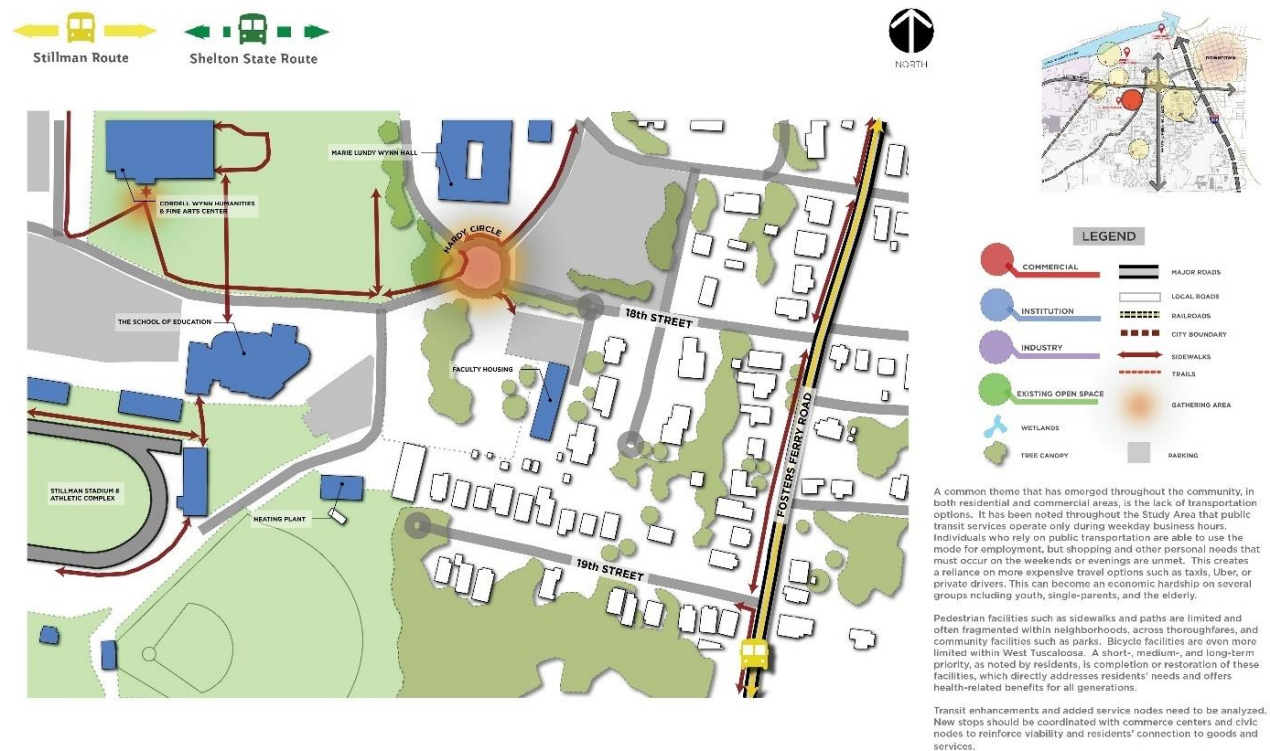 Stillman Route
Shelton State Route
NORTH
DOWNTOWN
MARIE LUNDY WYNN HALL
CORDELL WYNN HUMANITIES
& FINE ARTS CENTER
HARDY CIRCLE
THE SCHOOL OF EDUCATION
18th STREET
FACULTY HOUSING
FOSTERS FERRY ROAD
STILLMAN STADIUM &
ATHLETIC COMPLEX
HEATING PLANT
19th STREET
LEGEND
COMMERCIAL
INSTITUTION
INDUSTRY
EXISTING OPEN SPACE
WETLANDS
TREE CANOPY
MAJOR ROADS
LOCAL ROADS
RAILROADS
CITY BOUNDARY
SIDEWALKS
TRAILS
GATHERING AREA
PARKING
A common theme that has emerged throughout the community, in
both residential and commercial areas, is the lack of transportation
options. It has been noted throughout the Study Area that public
transit services operate only during weekday business hours.
Individuals who rely on public transportation are able to use the
mode for employment, but shopping and other personal needs that
must occur on the weekends or evenings are unmet. This creates
a reliance on more expensive travel options such as taxis, Uber, or
private drivers. This can become an economic hardship on several
groups ncluding youth, single-parents, and the elderly.
Pedestrian facilities such as sidewalks and paths are limited and
often fragmented within neighborhoods, across thoroughfares, and
community facilities such as parks. Bicycle facilities are even more
limited within West Tuscaloosa. A short-, medium-, and long-term
priority, as noted by residents, is completion or restoration of these
facilities, which directly addresses residents' needs and offers
health-related benefits for all generations.
Transit enhancements and added service nodes need to be analyzed.
New stops should be coordinated with commerce centers and civic
nodes to reinforce viability and residents' connection to goods and
services.